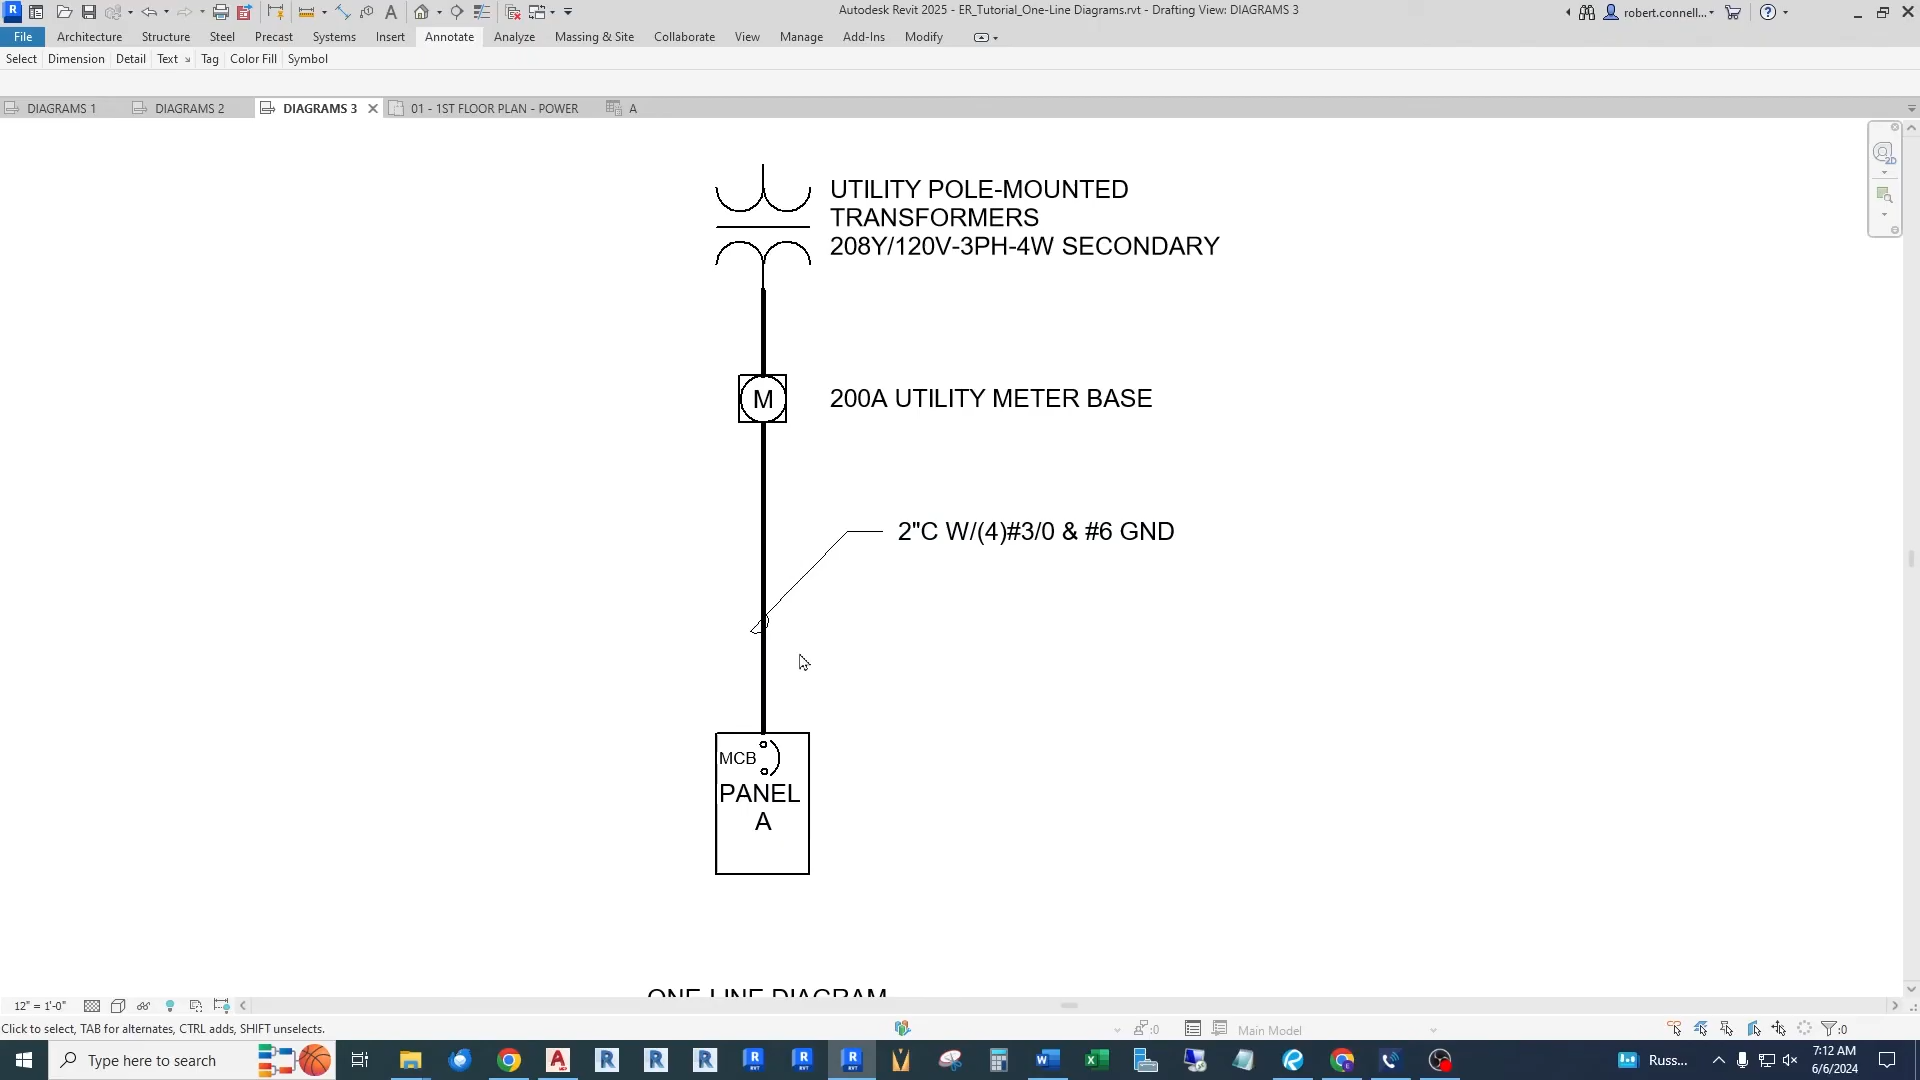 Autodesk Revit 2025 - ER_Tutorial_One-Line Diagrams.rvt - Drafting View: DIAGRAMS 3
robert.connell...
File Architecture Structure Steel Precast Systems Insert Annotate Analyze Massing & Site Collaborate View Manage Add-Ins Modify
Select Dimension Detail Text Tag Color Fill Symbol
DIAGRAMS 1 DIAGRAMS 2 DIAGRAMS 3 01 - 1ST FLOOR PLAN - POWER A
2D
UTILITY POLE-MOUNTED
TRANSFORMERS
208Y/120V-3PH-4W SECONDARY
M
200A UTILITY METER BASE
2"C W/(4)#3/0 & #6 GND
MCB
PANEL
A
ONE-LINE DIAGRAM
12" = 1'-0"
Click to select, TAB for alternates, CTRL adds, SHIFT unselects.
:0
Main Model
:0
Type here to search
Russ...
7:12 AM
6/6/2024